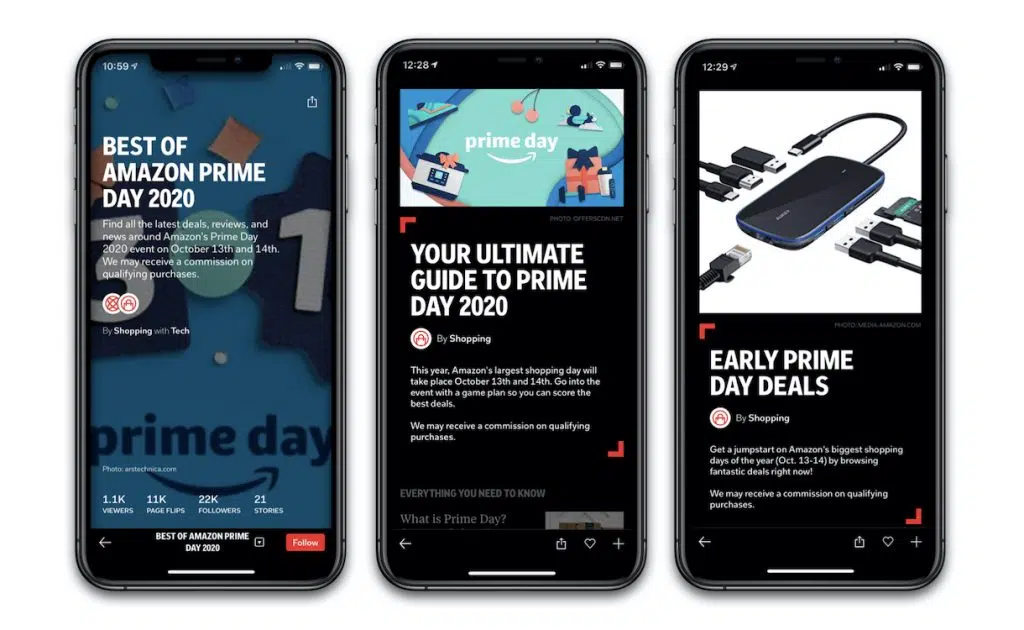 10:59
BEST OF
AMAZON PRIME
DAY 2020
Find all the latest deals, reviews, and
news around Amazon's Prime Day
2020 event on October 13th and 14th.
We may receive a commission on
qualifying purchases.
By Shopping with Tech
3 1
prime day
Photo: arstechnica.com
1.1K 11K 22K 21
VIEWERS PAGE FLIPS FOLLOWERS STORIES
BEST OF AMAZON PRIME
DAY 2020
Follow
12:28
prime day
PHOTO: OFFERSCON.NET
YOUR ULTIMATE
GUIDE TO PRIME
DAY 2020
By Shopping
This year, Amazon's largest shopping day will
take place October 13th and 14th. Go into the
event with a game plan so you can score the
best deals.
We may receive a commission on qualifying
purchases.
EVERYTHING YOU NEED TO KNOW
What is Prime Day?
12:29
AUKEY
PHOTO: MEDIA-AMAZON.COM
EARLY PRIME
DAY DEALS
By Shopping
Get a jumpstart on Amazon's biggest shopping
days of the year (Oct. 13-14) by browsing
fantastic deals right now!
We may receive a commission on qualifying
purchases.